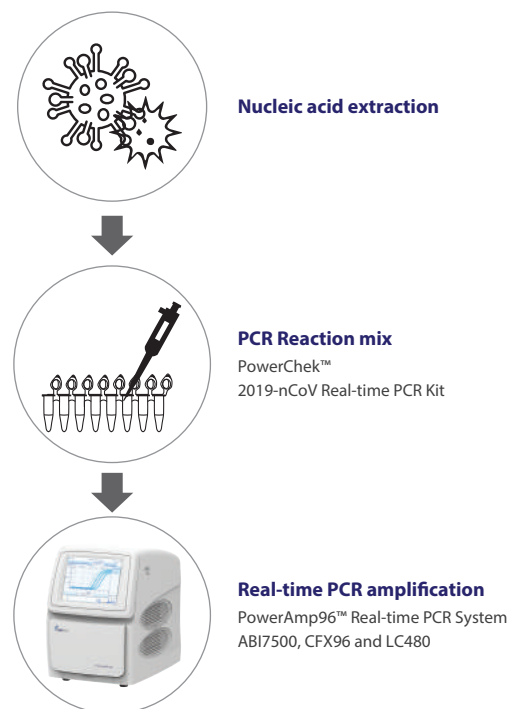 Nucleic acid extraction
PCR Reaction mix
PowerChek™
2019-nCoV Real-time PCR Kit
Real-time PCR amplification
PowerAmp96™ Real-time PCR System
ABI7500, CFX96 and LC480